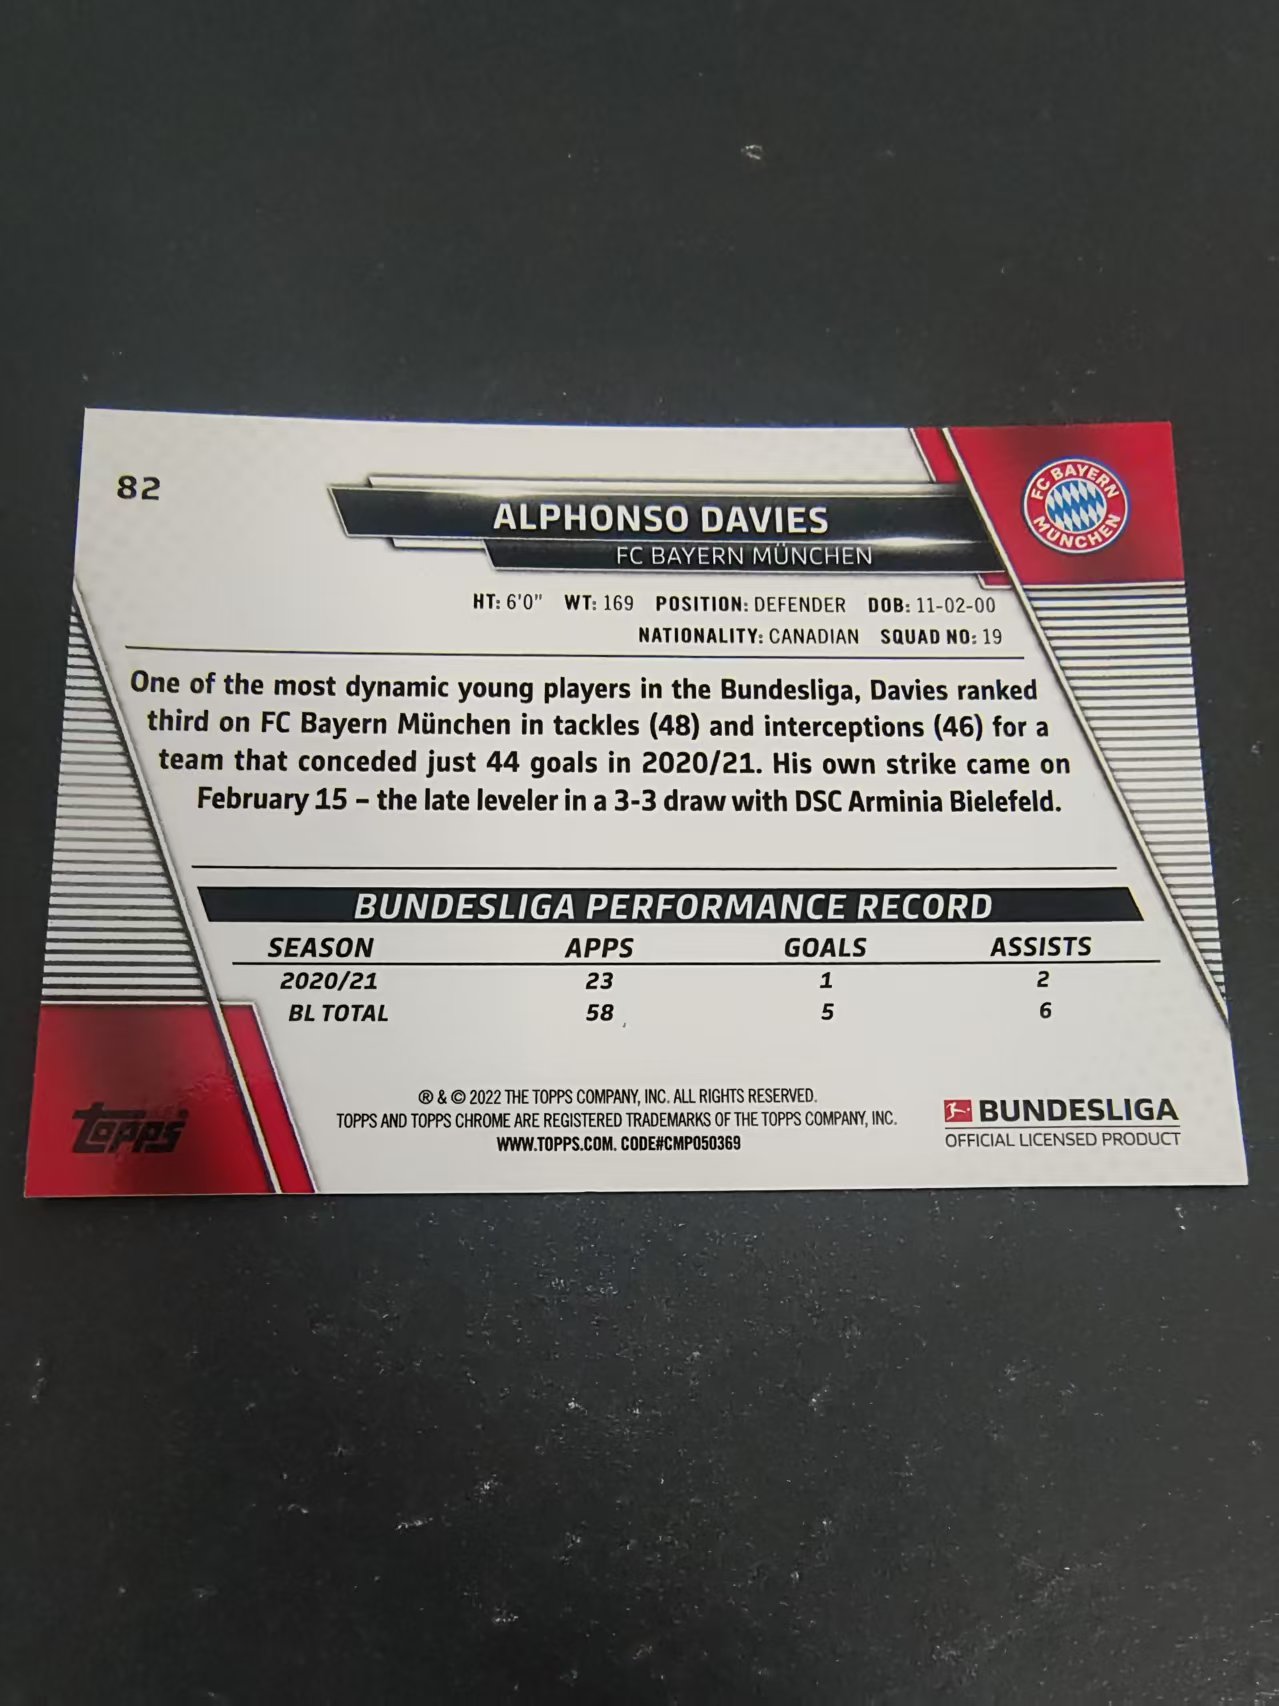 82
ALPHONSO DAVIES
FC BAYERN MÜNCHEN
FC BAYERN
MÜNCHEN
HT: 6'0" WT: 169 POSITION: DEFENDER DOB: 11-02-00
NATIONALITY: CANADIAN SQUAD NO: 19
One of the most dynamic young players in the Bundesliga, Davies ranked
third on FC Bayern München in tackles (48) and interceptions (46) for a
team that conceded just 44 goals in 2020/21. His own strike came on
February 15 – the late leveler in a 3-3 draw with DSC Arminia Bielefeld.
BUNDESLIGA PERFORMANCE RECORD
SEASON APPS GOALS ASSISTS
2020/21 23 1 2
BL TOTAL 58 5 6
® & © 2022 THE TOPPS COMPANY, INC. ALL RIGHTS RESERVED.
TOPPS AND TOPPS CHROME ARE REGISTERED TRADEMARKS OF THE TOPPS COMPANY, INC.
WWW.TOPPS.COM. CODE#CMP050369
Topps
BUNDESLIGA
OFFICIAL LICENSED PRODUCT